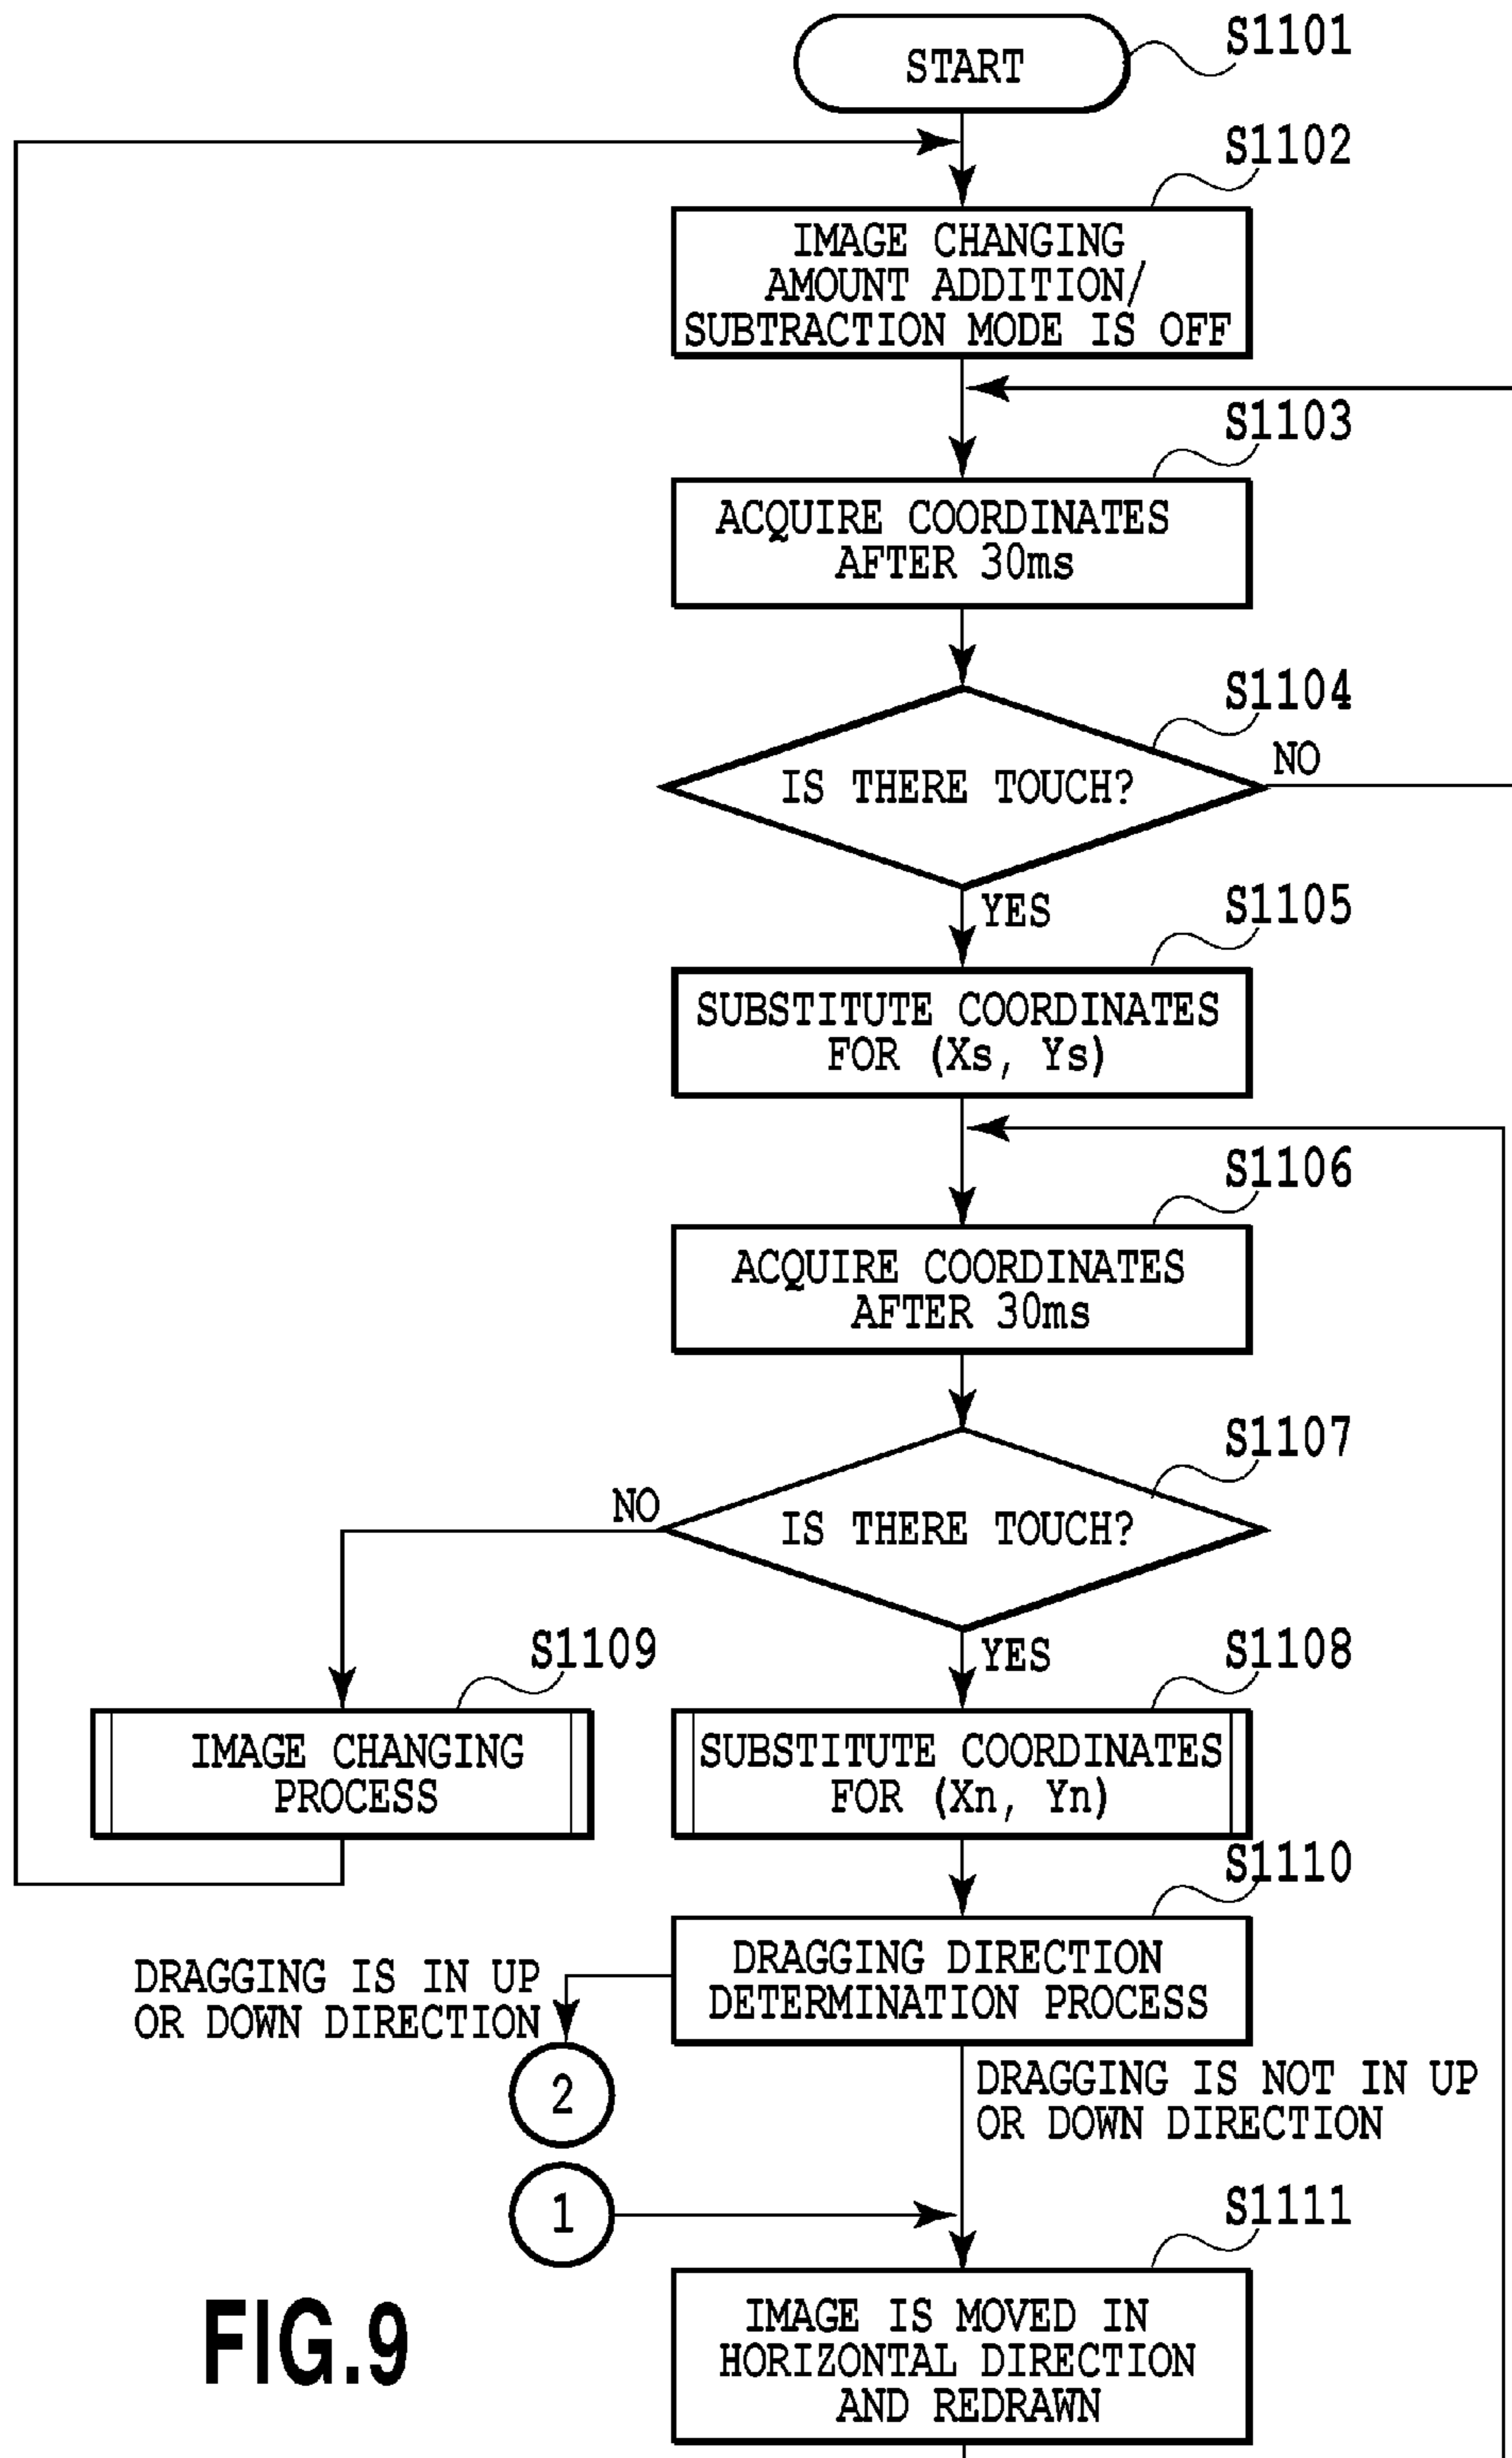 START
S1101
S1102
IMAGE CHANGING
AMOUNT ADDITION/
SUBTRACTION MODE IS OFF
S1103
ACQUIRE COORDINATES
AFTER 30ms
S1104
IS THERE TOUCH?
NO
YES
S1105
SUBSTITUTE COORDINATES
FOR (Xs, Ys)
S1106
ACQUIRE COORDINATES
AFTER 30ms
S1107
IS THERE TOUCH?
NO
YES
S1109
IMAGE CHANGING
PROCESS
S1108
SUBSTITUTE COORDINATES
FOR (Xn, Yn)
S1110
DRAGGING DIRECTION
DETERMINATION PROCESS
DRAGGING IS IN UP
OR DOWN DIRECTION
2
DRAGGING IS NOT IN UP
OR DOWN DIRECTION
1
S1111
IMAGE IS MOVED IN
HORIZONTAL DIRECTION
AND REDRAWN
FIG.9